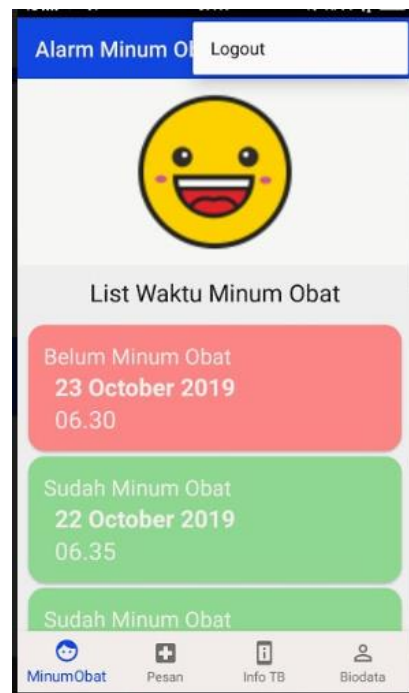 Alarm Minum Ob
Logout
List Waktu Minum Obat
Belum Minum Obat
23 October 2019
06.30
Sudah Minum Obat
22 October 2019
06.35
Sudah Minum Obat
MinumObat
Pesan
Info TB
Biodata